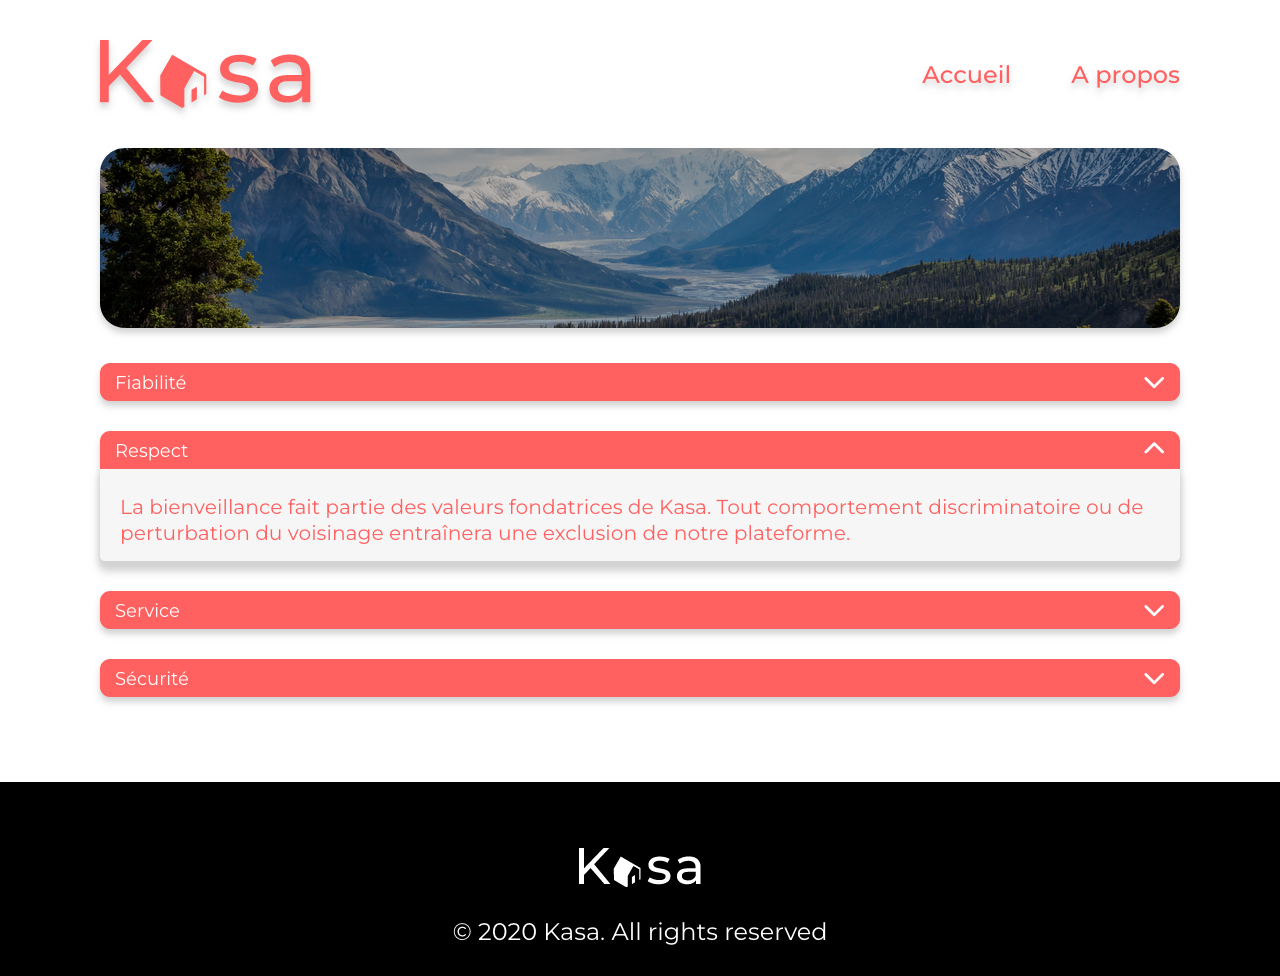 Kasa
Accueil A propos
Fiabilité
Respect
La bienveillance fait partie des valeurs fondatrices de Kasa. Tout comportement discriminatoire ou de
perturbation du voisinage entraînera une exclusion de notre plateforme.
Service
Sécurité
Kasa
© 2020 Kasa. All rights reserved